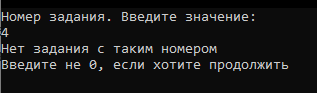 Номер задания. Введите значение:
4
Нет задания с таким номером
Введите не 0, если хотите продолжить